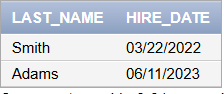 LAST_NAME HIRE_DATE
Smith 03/22/2022
Adams 06/11/2023